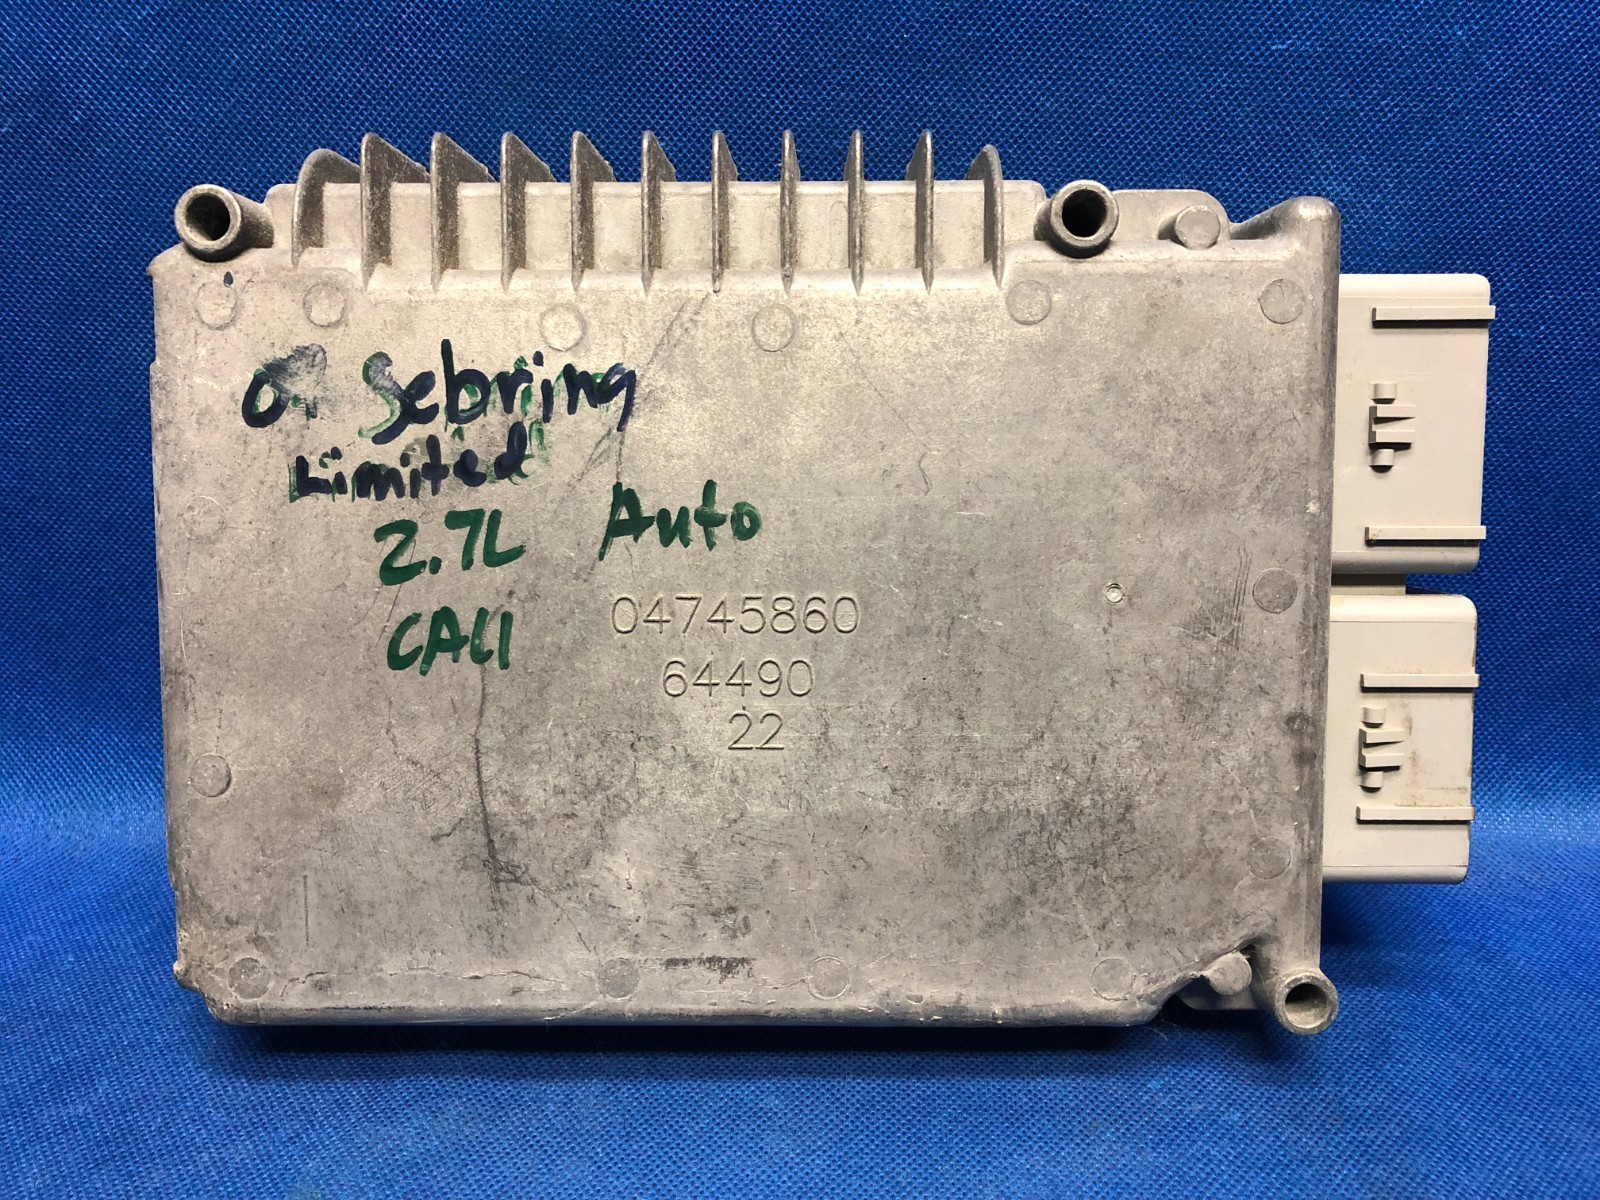 Sebring
Limited
2.7L Auto
CALI
04745860
64490
22